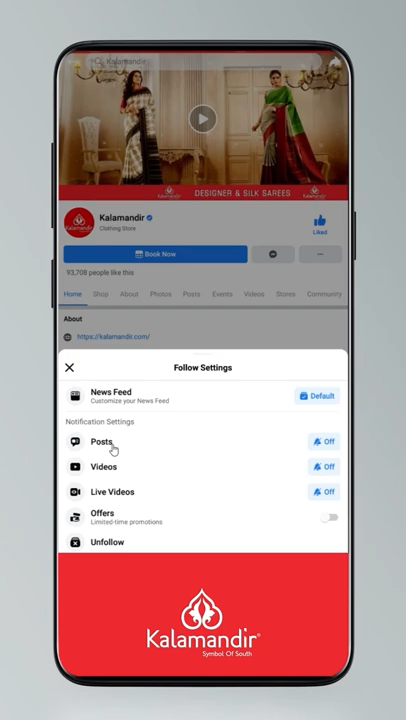 Kalamandir
DESIGNER & SILK SAREES
Kalamandir
Clothing Store
Liked
Book Now
93,708 people like this
Home Shop About Photos Posts Events Videos Stores Community
About
https://kalamandir.com/
Follow Settings
News Feed
Customize your News Feed
Default
Notification Settings
Posts
Off
Videos
Off
Live Videos
Off
Offers
Limited-time promotions
Unfollow
Kalamandir®
Symbol Of South